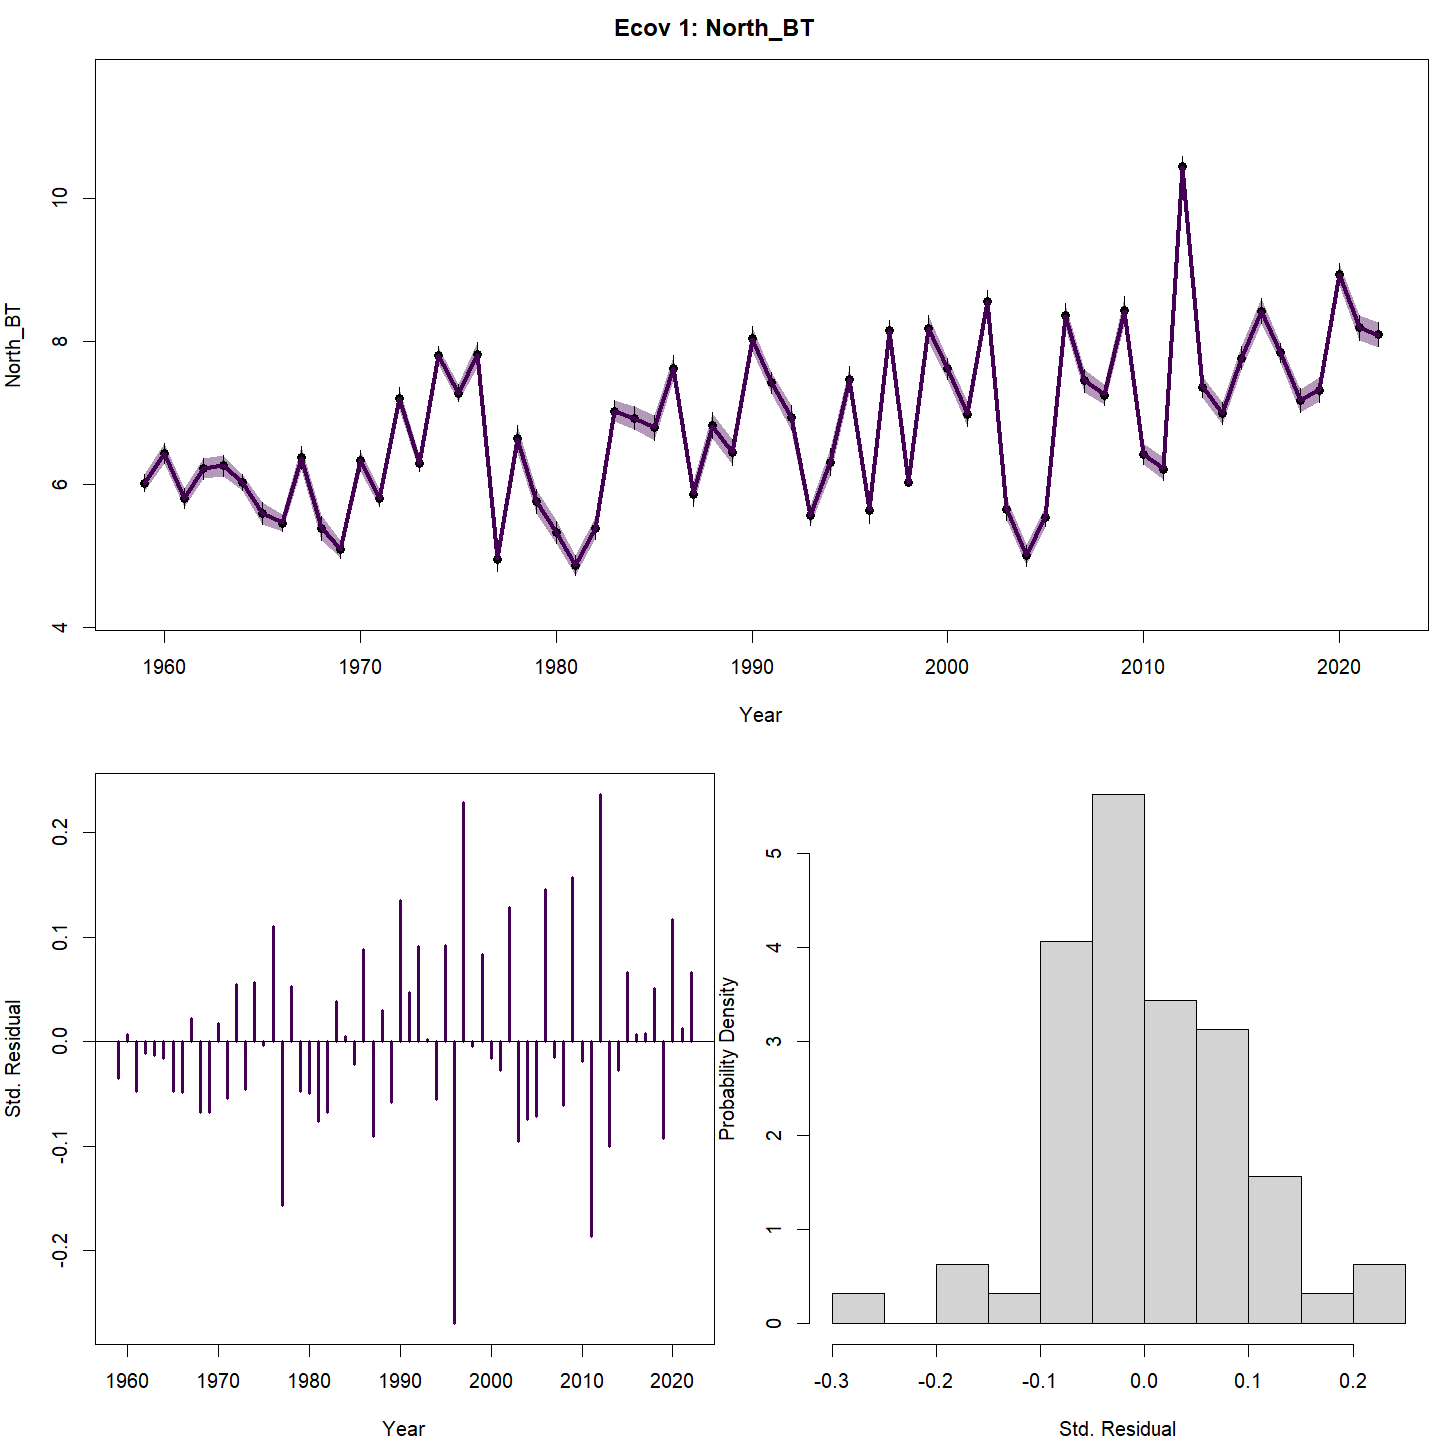 Ecov 1: North_BT
North_BT
10
8
6
4
1960 1970 1980 1990 2000 2010 2020
Year
Std. Residual
0.2
0.1
0.0
-0.1
-0.2
1960 1970 1980 1990 2000 2010 2020
Year
Probability Density
5
4
3
2
1
0
-0.3 -0.2 -0.1 0.0 0.1 0.2
Std. Residual